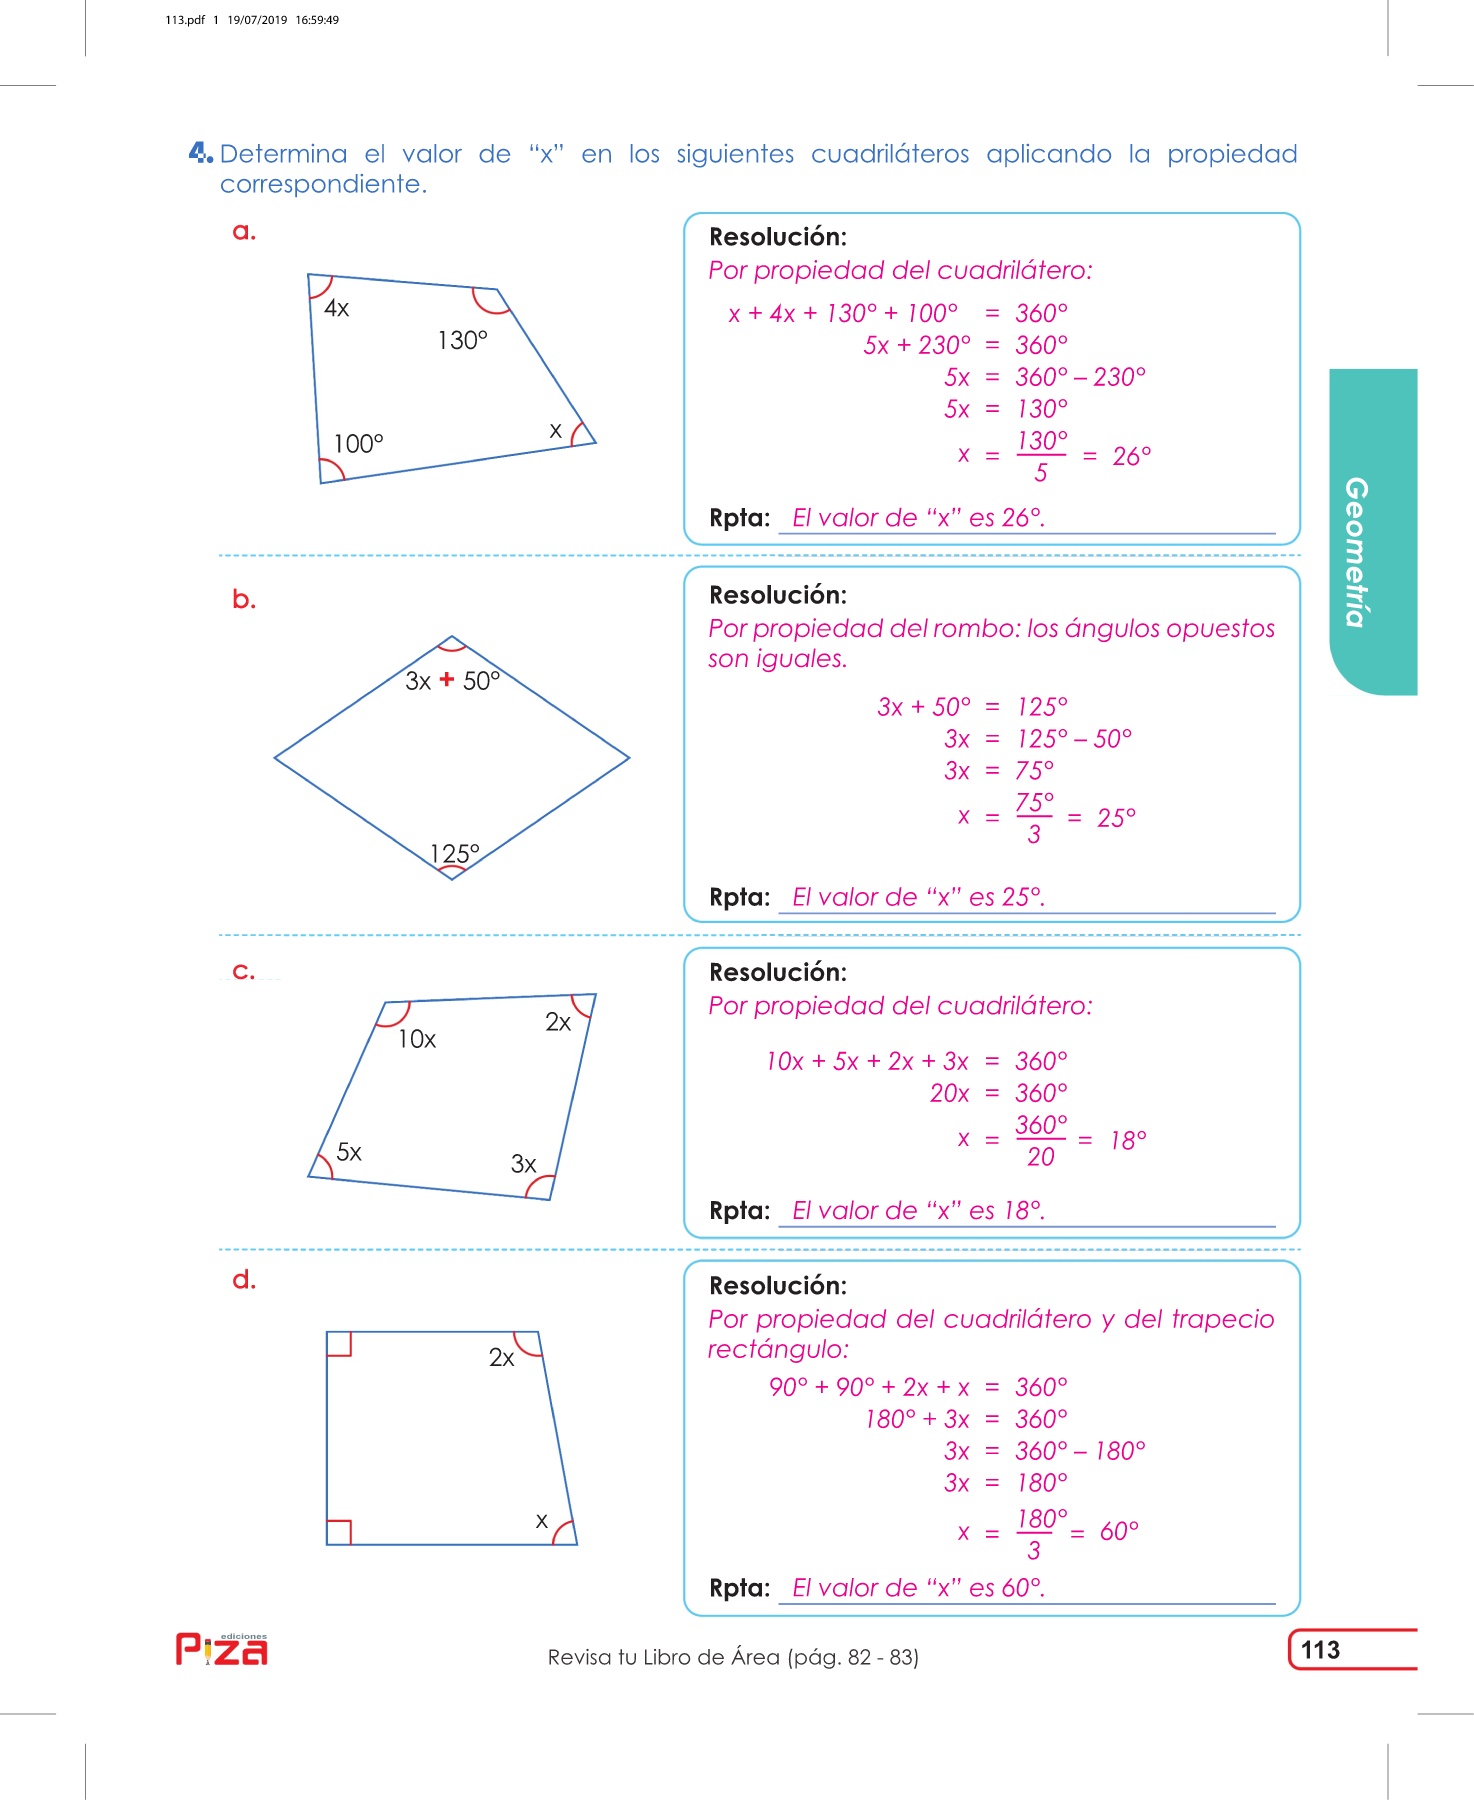 113.pdf 1 19/07/2019 16:59:49
4. Determina el valor de “x” en los siguientes cuadriláteros aplicando la propiedad
correspondiente.
a.
4x
130°
100°
x
Resolución:
Por propiedad del cuadrilátero:
x + 4x + 130° + 100° = 360°
5x + 230° = 360°
5x = 360° – 230°
5x = 130°
x = 130°/5 = 26°
Rpta: El valor de “x” es 26°.
b.
3x + 50°
125°
Resolución:
Por propiedad del rombo: los ángulos opuestos
son iguales.
3x + 50° = 125°
3x = 125° – 50°
3x = 75°
x = 75°/3 = 25°
Rpta: El valor de “x” es 25°.
c.
10x
2x
5x
3x
Resolución:
Por propiedad del cuadrilátero:
10x + 5x + 2x + 3x = 360°
20x = 360°
x = 360°/20 = 18°
Rpta: El valor de “x” es 18°.
d.
2x
x
Resolución:
Por propiedad del cuadrilátero y del trapecio
rectángulo:
90° + 90° + 2x + x = 360°
180° + 3x = 360°
3x = 360° – 180°
3x = 180°
x = 180°/3 = 60°
Rpta: El valor de “x” es 60°.
Geometría
ediciones
Piza
Revisa tu Libro de Área (pág. 82 - 83)
113